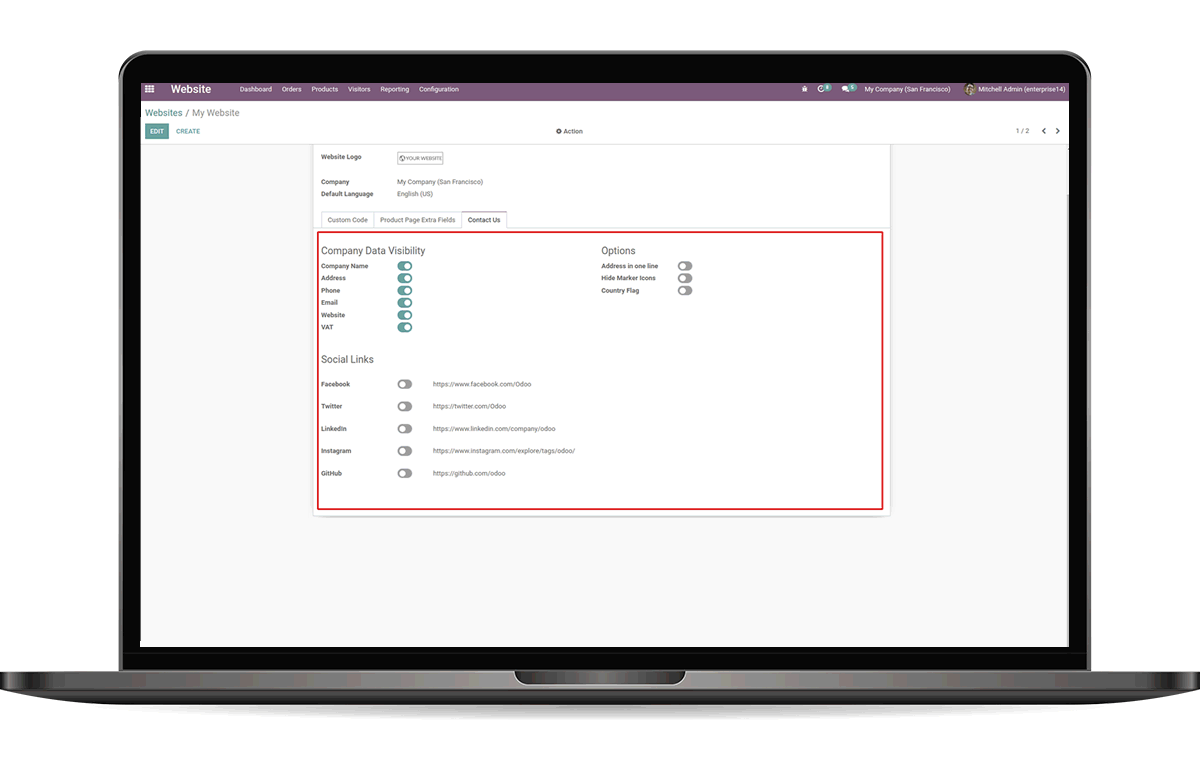 Website Dashboard Orders Products Visitors Reporting Configuration My Company (San Francisco) Mitchell Admin (enterprise14)
Websites / My Website
EDIT CREATE Action 1 / 2
Website Logo YOUR WEBSITE
Company My Company (San Francisco)
Default Language English (US)
Custom Code Product Page Extra Fields Contact Us
Company Data Visibility Options
Company Name Address in one line
Address Hide Marker Icons
Phone Country Flag
Email
Website
VAT
Social Links
Facebook https://www.facebook.com/Odoo
Twitter https://twitter.com/Odoo
LinkedIn https://www.linkedin.com/company/odoo
Instagram https://www.instagram.com/explore/tags/odoo/
GitHub https://github.com/odoo